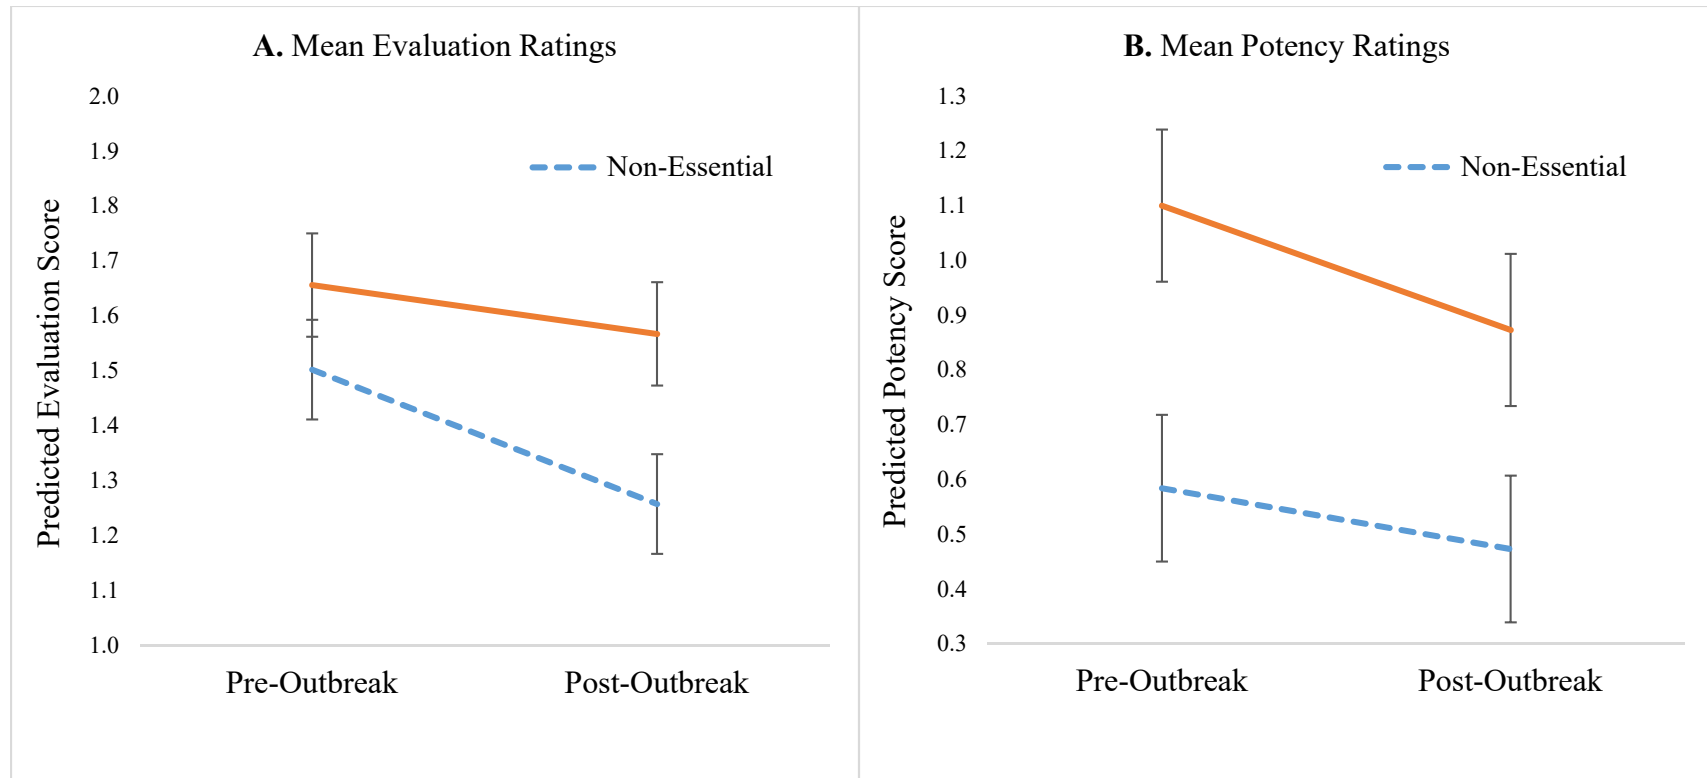 A. Mean Evaluation Ratings
Predicted Evaluation Score
2.0
1.9
1.8
1.7
1.6
1.5
1.4
1.3
1.2
1.1
1.0
Non-Essential
Pre-Outbreak
Post-Outbreak
B. Mean Potency Ratings
Predicted Potency Score
1.3
1.2
1.1
1.0
0.9
0.8
0.7
0.6
0.5
0.4
0.3
Non-Essential
Pre-Outbreak
Post-Outbreak